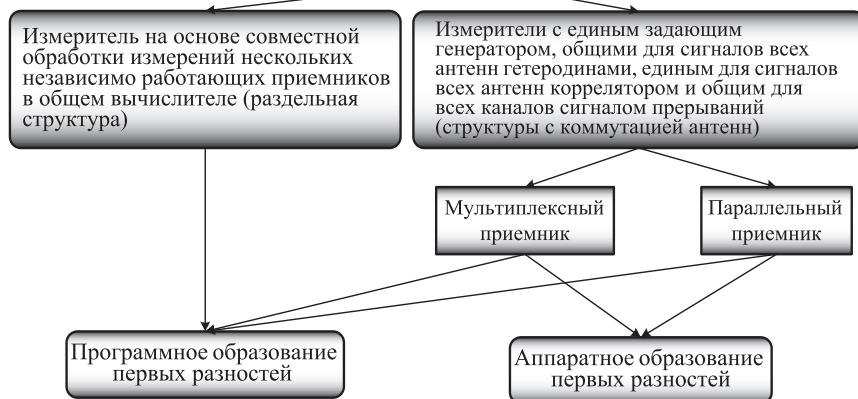 Измеритель на основе совместной
обработки измерений нескольких
независимо работающих приемников
в общем вычислителе (раздельная
структура)
Измерители с единым задающим
генератором, общими для сигналов всех
антенн гетеродинами, единым для сигналов
всех антенн коррелятором и общим для
всех каналов сигналом прерываний
(структуры с коммутацией антенн)
Мультиплексный
приемник
Параллельный
приемник
Программное образование
первых разностей
Аппаратное образование
первых разностей